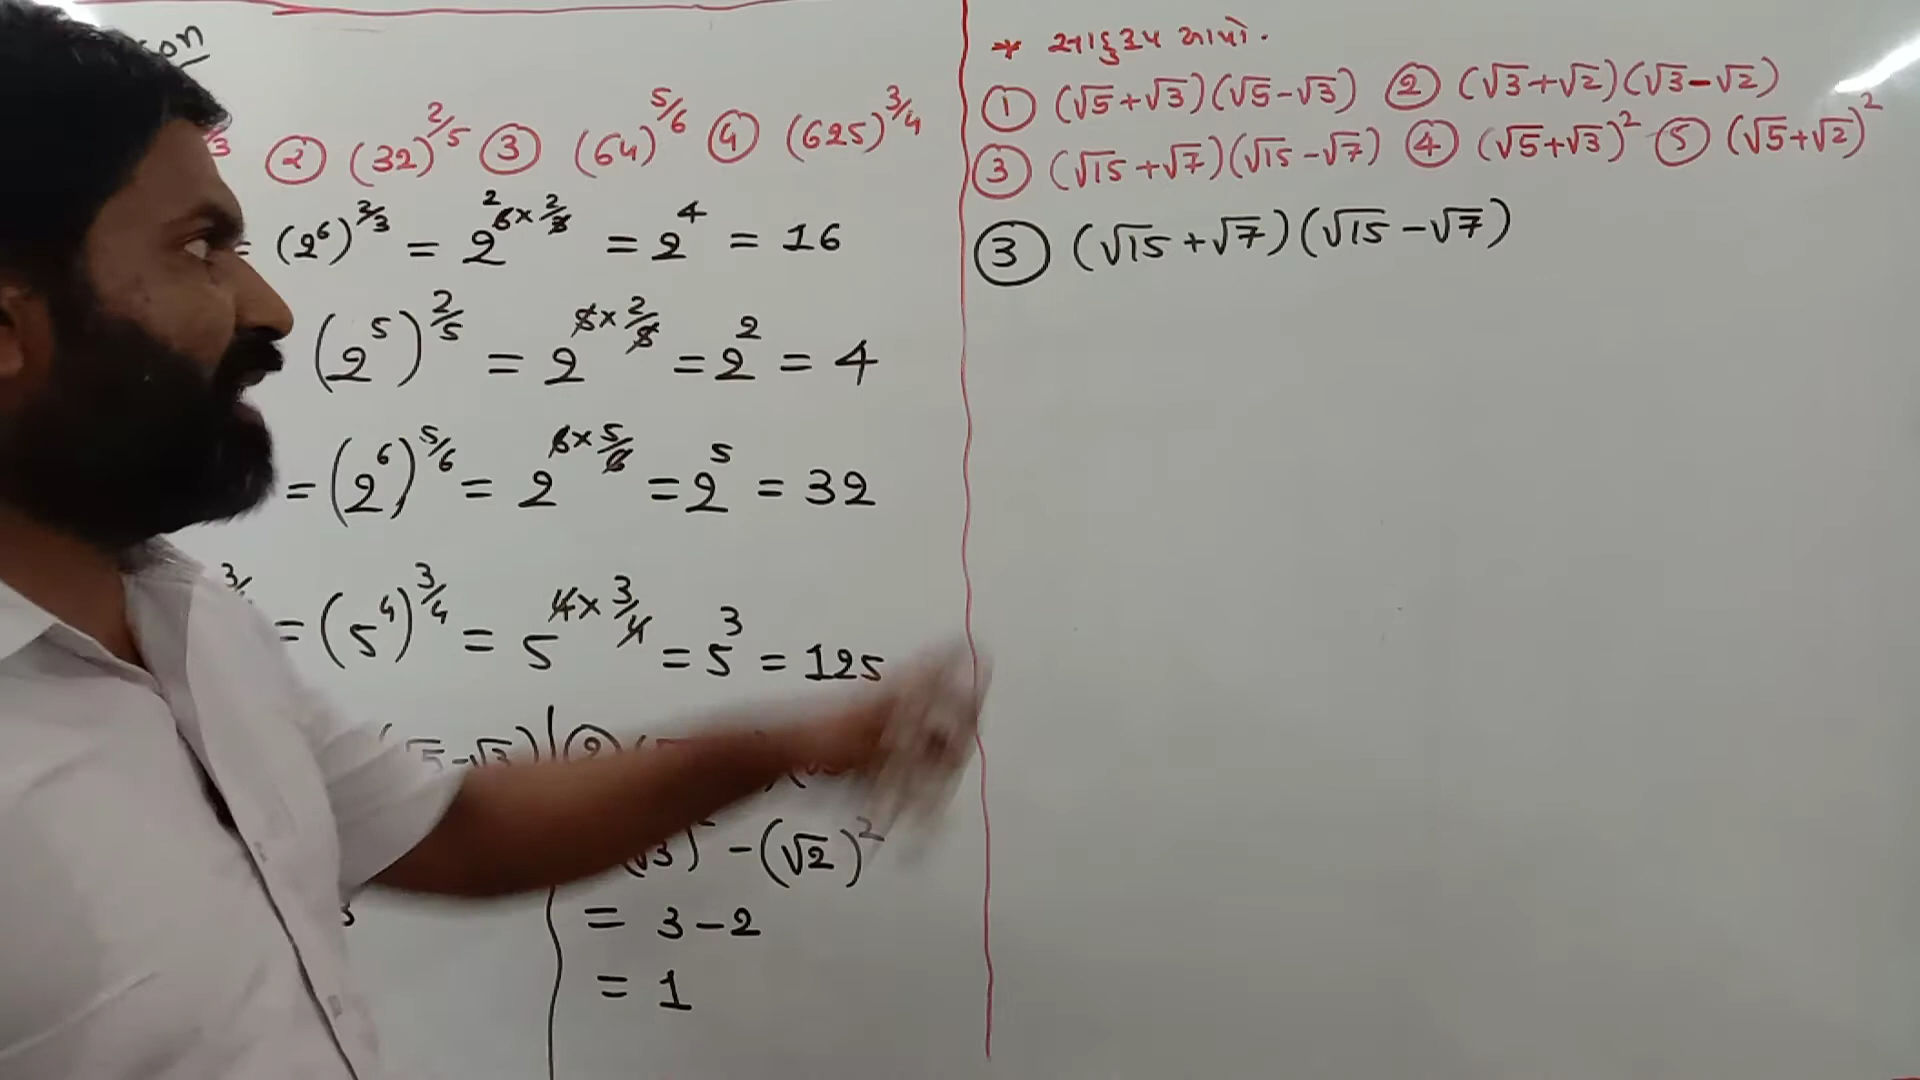 ② (32)^2/5 ③ (64)^5/6 ④ (625)^3/4
= (2^6)^2/3 = 2^6×2/3 = 2^4 = 16
(2^5)^2/5 = 2^5×2/5 = 2^2 = 4
= (2^6)^5/6 = 2^6×5/6 = 2^5 = 32
= (5^4)^3/4 = 5^4×3/4 = 5^3 = 125
√5-√3)
- (√2)^2
= 3-2
= 1
* સાદુરૂપ આપો.
① (√5+√3)(√5-√3) ② (√3+√2)(√3-√2)
③ (√15+√7)(√15-√7) ④ (√5+√3)^2 ⑤ (√5+√2)^2
③ (√15+√7)(√15-√7)